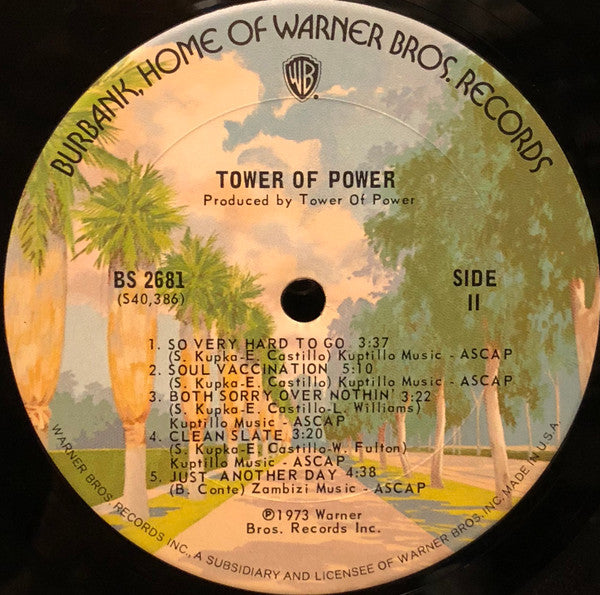 BURBANK, HOME OF WARNER BROS. RECORDS
WB
TOWER OF POWER
Produced by Tower Of Power
BS 2681
(S40,386)
SIDE
II
1. SO VERY HARD TO GO 3:37
(S. Kupka-E. Castillo) Kuptillo Music - ASCAP
2. SOUL VACCINATION 5:10
(S. Kupka-E. Castillo) Kuptillo Music - ASCAP
3. BOTH SORRY OVER NOTHIN' 3:22
(S. Kupka-E. Castillo-L. Williams)
Kuptillo Music - ASCAP
4. CLEAN SLATE 3:20
(S. Kupka-E. Castillo-W. Fulton)
Kuptillo Music - ASCAP
5. JUST ANOTHER DAY 4:38
(B. Conte) Zambizi Music - ASCAP
℗1973 Warner
Bros. Records Inc.
WARNER BROS. RECORDS INC., A SUBSIDIARY AND LICENSEE OF WARNER BROS. INC. MADE IN U.S.A.